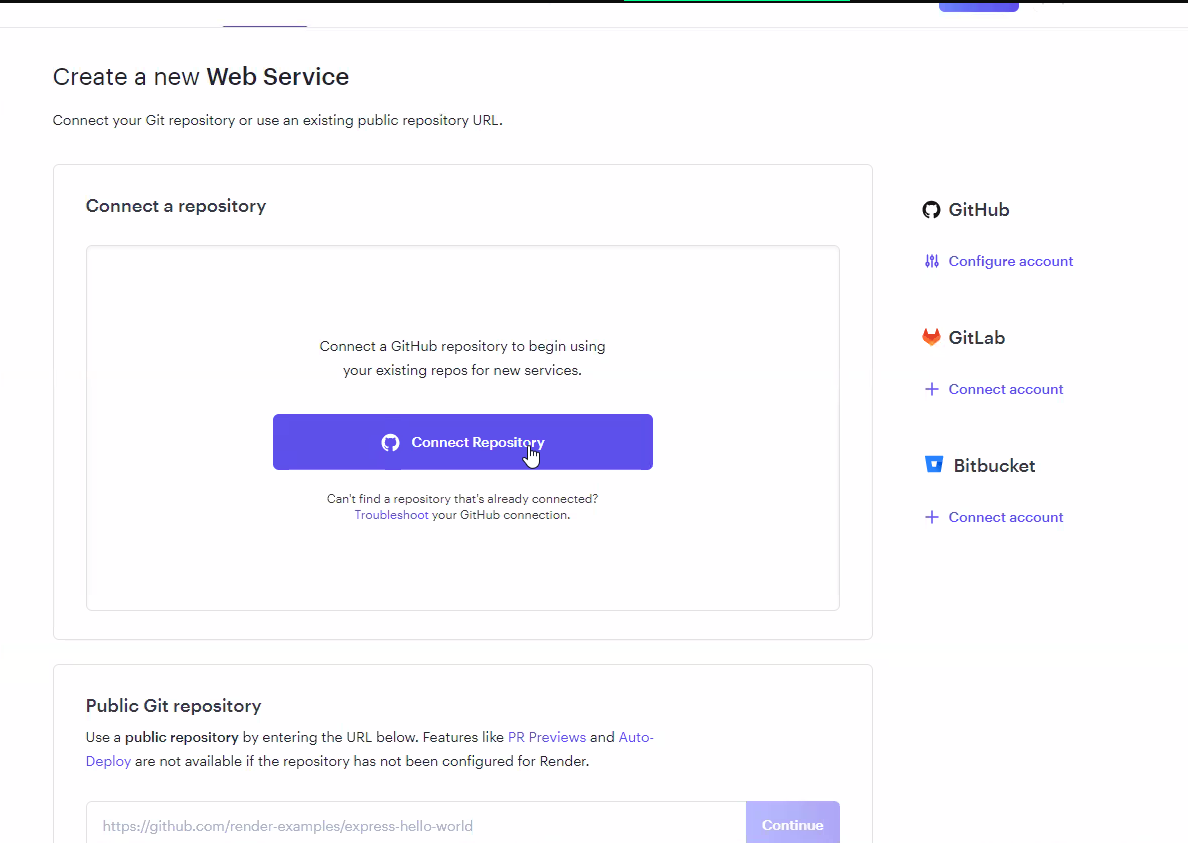 Create a new Web Service
Connect your Git repository or use an existing public repository URL.
Connect a repository
Connect a GitHub repository to begin using
your existing repos for new services.
Connect Repository
Can't find a repository that's already connected?
Troubleshoot your GitHub connection.
GitHub
Configure account
GitLab
Connect account
Bitbucket
Connect account
Public Git repository
Use a public repository by entering the URL below. Features like PR Previews and Auto-
Deploy are not available if the repository has not been configured for Render.
https://github.com/render-examples/express-hello-world
Continue